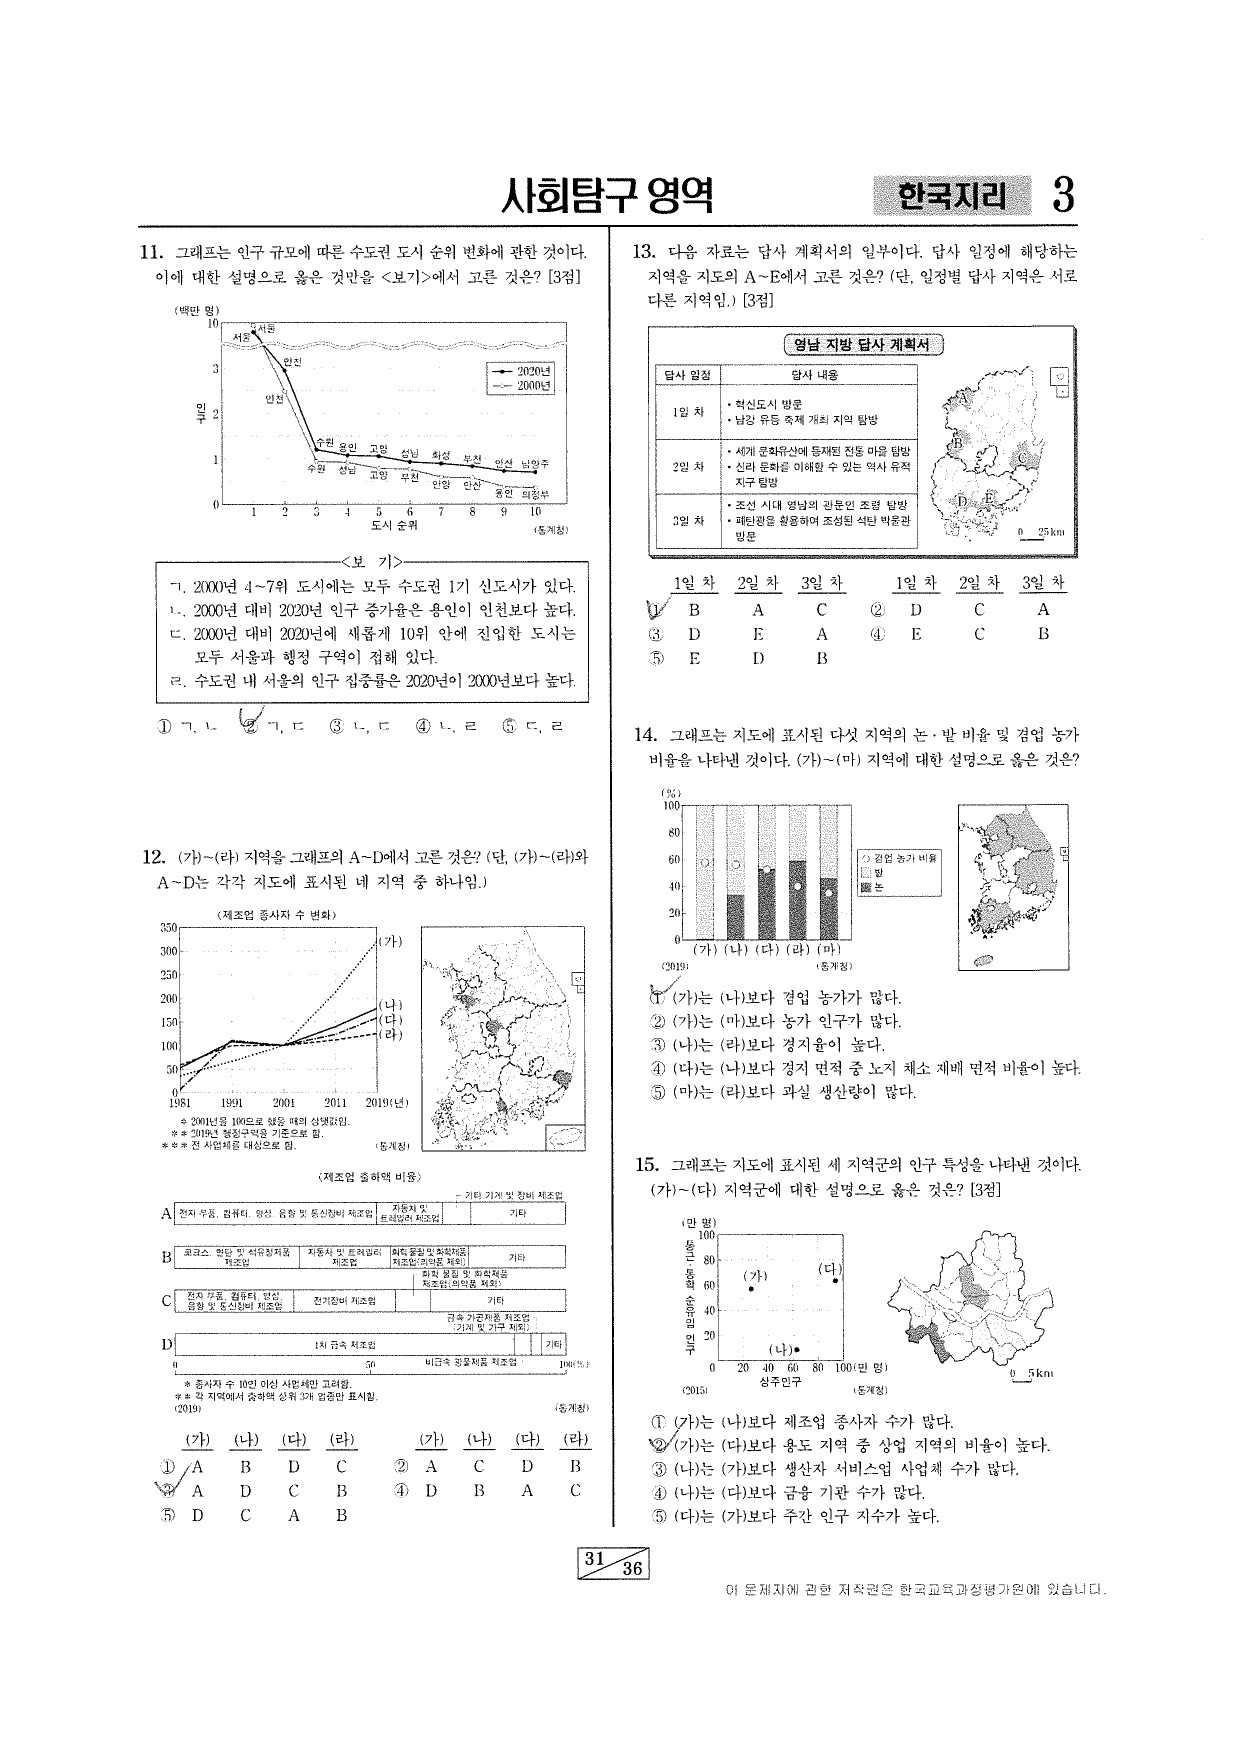 사회탐구 영역
한국지리 3
11. 그래프는 인구 규모에 따른 수도권 도시 순위 변화에 관한 것이다.
이에 대한 설명으로 옳은 것만을 <보기>에서 고른 것은? [3점]
(백만 명)
10
서울
서울
인천
인천
3
2
1
0
인구
2020년
2000년
수원 용인 고양 성남 화성 부천 안산 남양주
수원 성남 고양 부천 안양 안산 용인 의정부
1 2 3 4 5 6 7 8 9 10
도시 순위
(통계청)
<보 기>
ㄱ. 2000년 4~7위 도시에는 모두 수도권 1기 신도시가 있다.
ㄴ. 2000년 대비 2020년 인구 증가율은 용인이 인천보다 높다.
ㄷ. 2000년 대비 2020년에 새롭게 10위 안에 진입한 도시는
모두 서울과 행정 구역이 접해 있다.
ㄹ. 수도권 내 서울의 인구 집중률은 2020년이 2000년보다 높다.
① ㄱ, ㄴ ② ㄱ, ㄷ ③ ㄴ, ㄷ ④ ㄴ, ㄹ ⑤ ㄷ, ㄹ
12. (가)~(라) 지역을 그래프의 A~D에서 고른 것은? (단, (가)~(라)와
A~D는 각각 지도에 표시된 네 지역 중 하나임.)
<제조업 종사자 수 변화>
350
300
250
200
150
100
50
0
(가)
(나)
(다)
(라)
1981 1991 2001 2011 2019(년)
* 2001년을 100으로 했을 때의 상댓값임.
** 2019년 행정구역을 기준으로 함.
*** 전 사업체를 대상으로 함.
(통계청)
<제조업 출하액 비율>
기타 기계 및 장비 제조업
A 전자 부품, 컴퓨터, 영상, 음향 및 통신장비 제조업 자동차 및 트레일러 제조업 기타
B 코크스, 연탄 및 석유정제품 제조업 자동차 및 트레일러 제조업 화학 물질 및 화학제품 제조업(의약품 제외) 기타
화학 물질 및 화학제품 제조업(의약품 제외)
C 전자 부품, 컴퓨터, 영상, 음향 및 통신장비 제조업 전기장비 제조업 기타
금속 가공제품 제조업 (기계 및 가구 제외)
D 1차 금속 제조업 기타
0 50 비금속 광물제품 제조업 100(%)
* 종사자 수 10인 이상 사업체만 고려함.
** 각 지역에서 출하액 상위 3개 업종만 표시함.
(2019) (통계청)
(가) (나) (다) (라) (가) (나) (다) (라)
① A B D C ② A C D B
③ A D C B ④ D B A C
⑤ D C A B
13. 다음 자료는 답사 계획서의 일부이다. 답사 일정에 해당하는
지역을 지도의 A~E에서 고른 것은? (단, 일정별 답사 지역은 서로
다른 지역임.) [3점]
영남 지방 답사 계획서
답사 일정 답사 내용
1일 차
• 혁신도시 방문
• 남강 유등 축제 개최 지역 탐방
2일 차
• 세계 문화유산에 등재된 전통 마을 탐방
• 신라 문화를 이해할 수 있는 역사 유적
지구 탐방
3일 차
• 조선 시대 영남의 관문인 조령 탐방
• 폐탄광을 활용하여 조성된 석탄 박물관
방문
A
B
C
D
E
0 25km
1일 차 2일 차 3일 차 1일 차 2일 차 3일 차
① B A C ② D C A
③ D E A ④ E C B
⑤ E D B
14. 그래프는 지도에 표시된 다섯 지역의 논·밭 비율 및 겸업 농가
비율을 나타낸 것이다. (가)~(마) 지역에 대한 설명으로 옳은 것은?
(%)
100
80
60
40
20
0
○ 겸업 농가 비율
밭
논
(가) (나) (다) (라) (마)
(2019) (통계청)
① (가)는 (나)보다 겸업 농가가 많다.
② (가)는 (마)보다 농가 인구가 많다.
③ (나)는 (라)보다 경지율이 높다.
④ (다)는 (나)보다 경지 면적 중 노지 채소 재배 면적 비율이 높다.
⑤ (마)는 (라)보다 과실 생산량이 많다.
15. 그래프는 지도에 표시된 세 지역군의 인구 특성을 나타낸 것이다.
(가)~(다) 지역군에 대한 설명으로 옳은 것은? [3점]
(만 명)
100
80
60
40
20
통근·통학 순유입 인구
(가)
(다)
(나)
0 20 40 60 80 100(만 명)
상주인구
(2015) (통계청)
0 5km
① (가)는 (나)보다 제조업 종사자 수가 많다.
② (가)는 (다)보다 용도 지역 중 상업 지역의 비율이 높다.
③ (나)는 (가)보다 생산자 서비스업 사업체 수가 많다.
④ (나)는 (다)보다 금융 기관 수가 많다.
⑤ (다)는 (가)보다 주간 인구 지수가 높다.
31 36
이 문제지에 관한 저작권은 한국교육과정평가원에 있습니다.